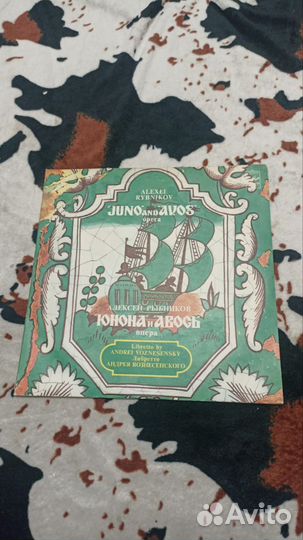 ALEXEI
RYBNIKOV
"JUNO AND AVOS"
opera
АЛЕКСЕЙ РЫБНИКОВ
"ЮНОНА И АВОСЬ"
опера
Libretto by
ANDREI VOZNESENSKY
Либретто
АНДРЕЯ ВОЗНЕСЕНСКОГО
Avito